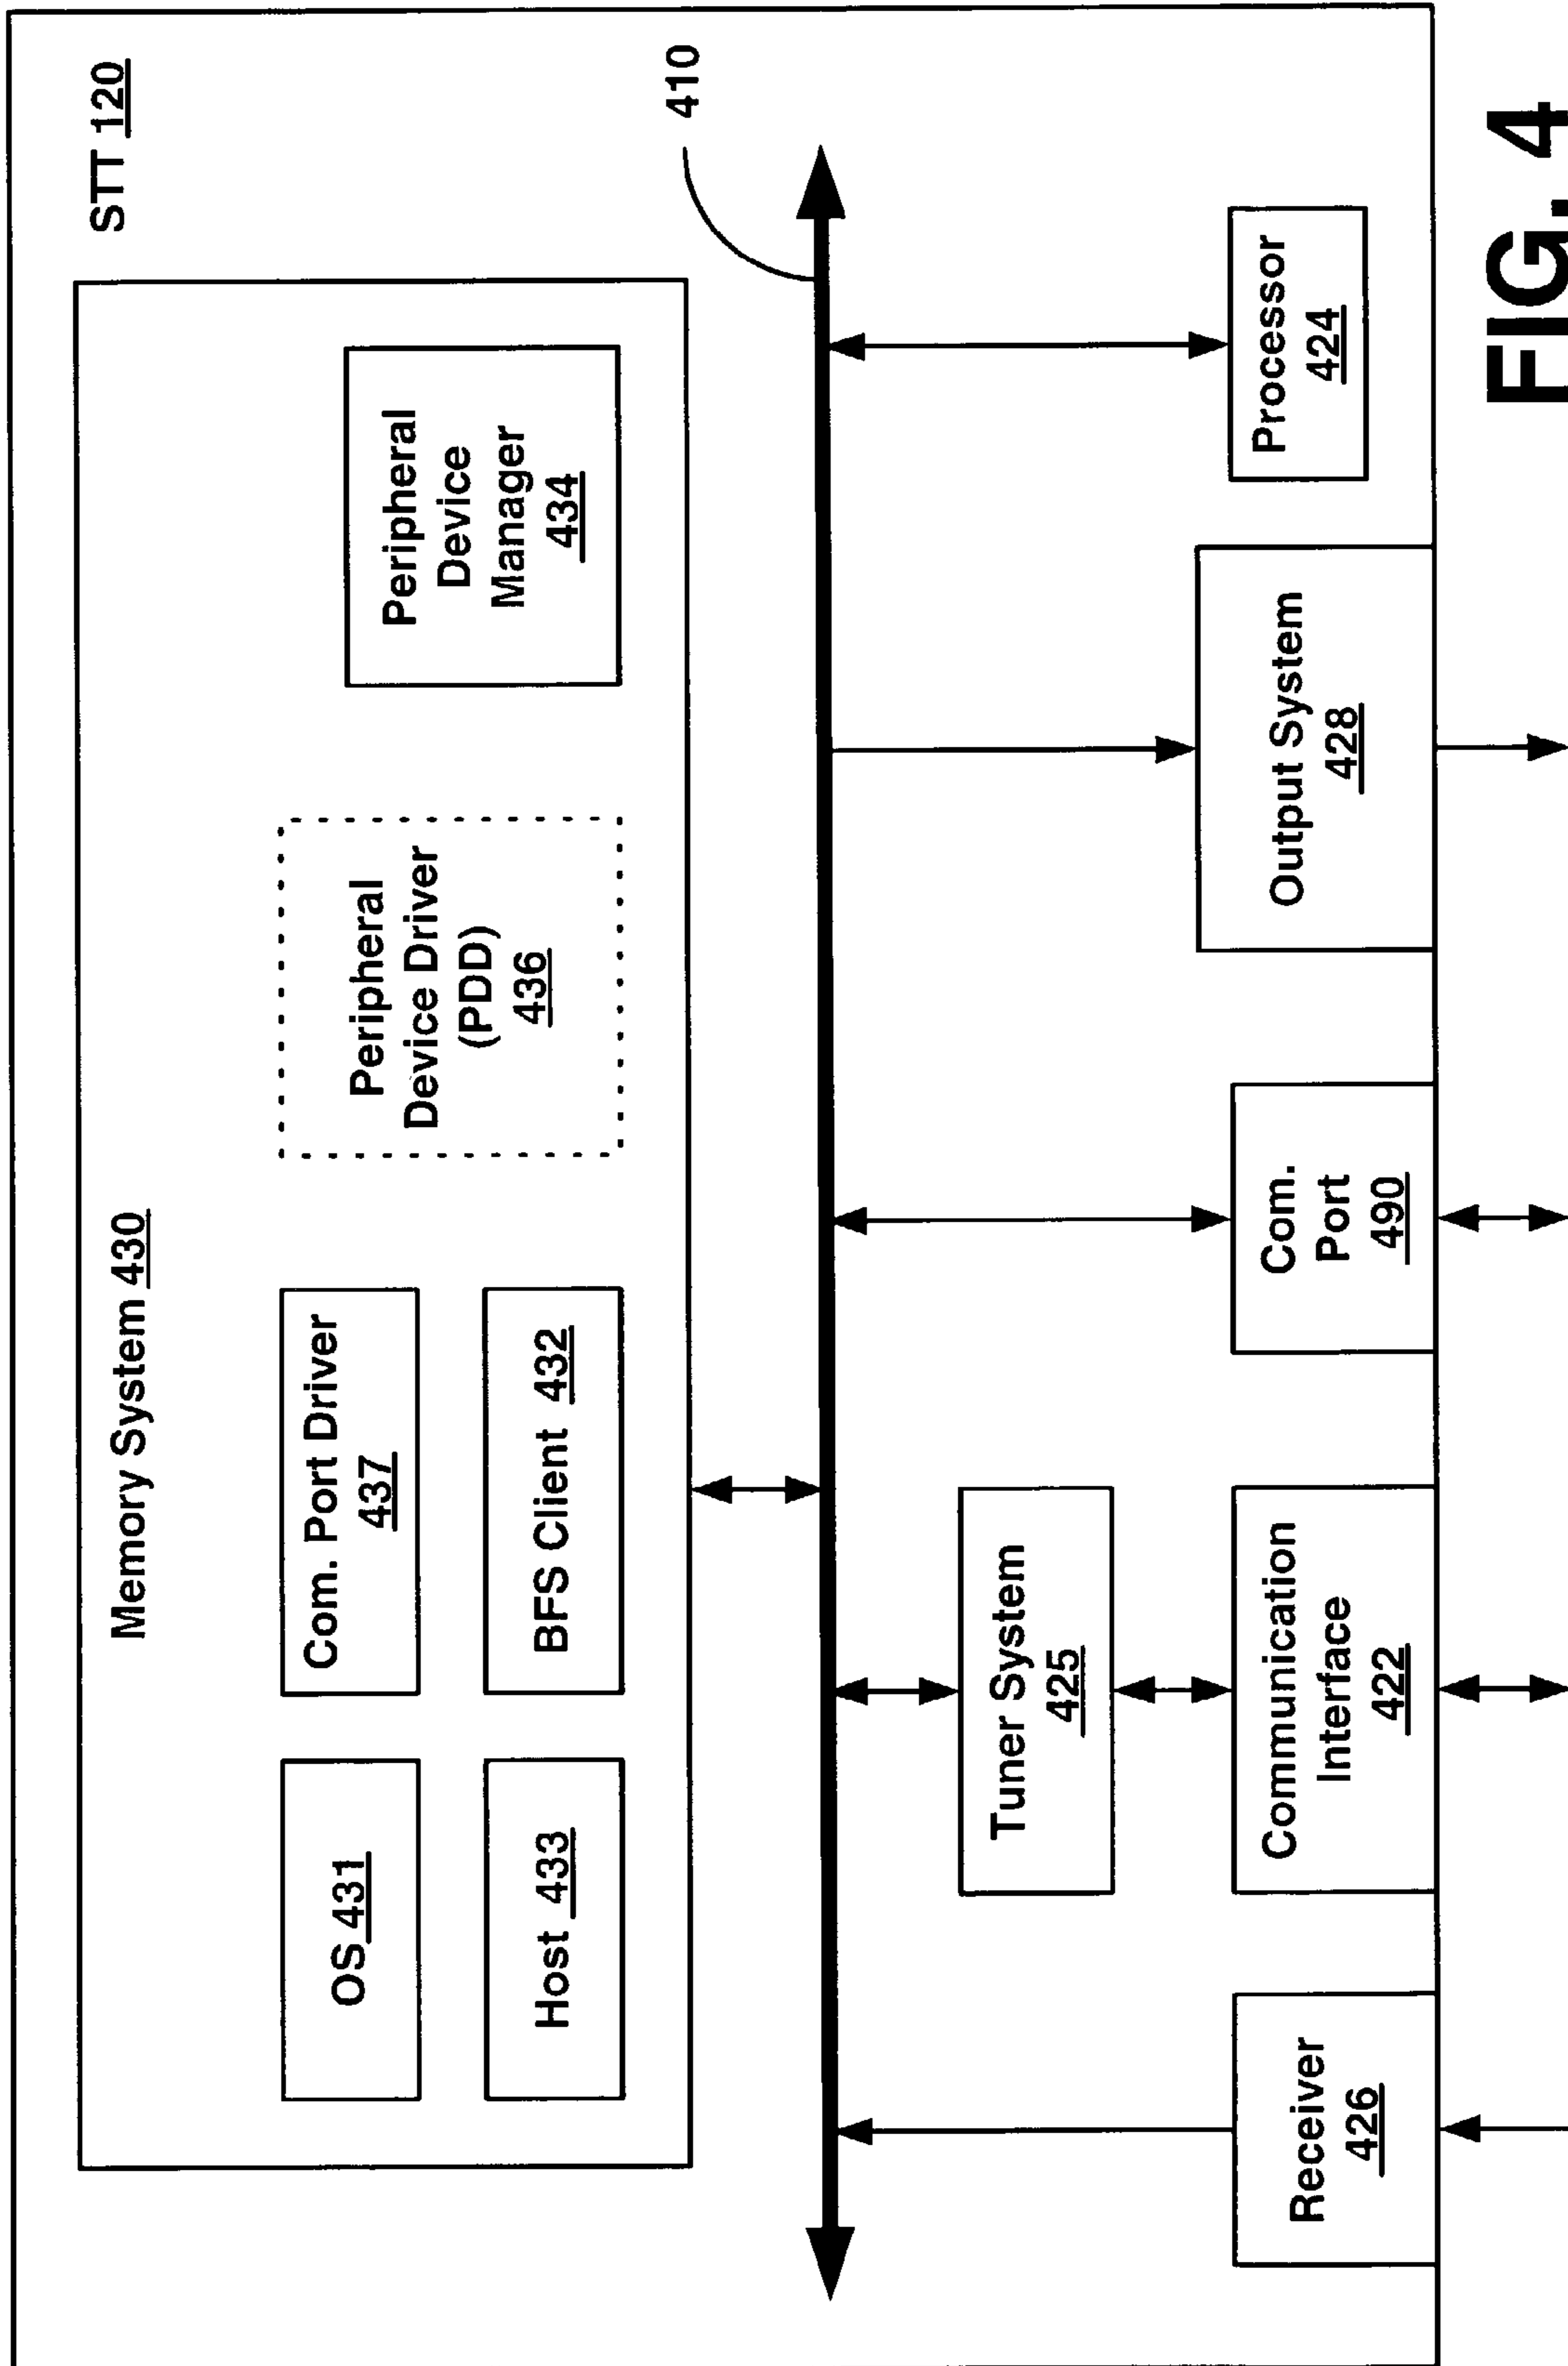 STT 120
Memory System 430
OS 431
Com. Port Driver
437
Peripheral
Device Driver
(PDD)
436
Peripheral
Device
Manager
434
Host 433
BFS Client 432
410
Tuner System
425
Receiver
426
Communication
Interface
422
Com.
Port
490
Output System
428
Processor
424
FIG. 4